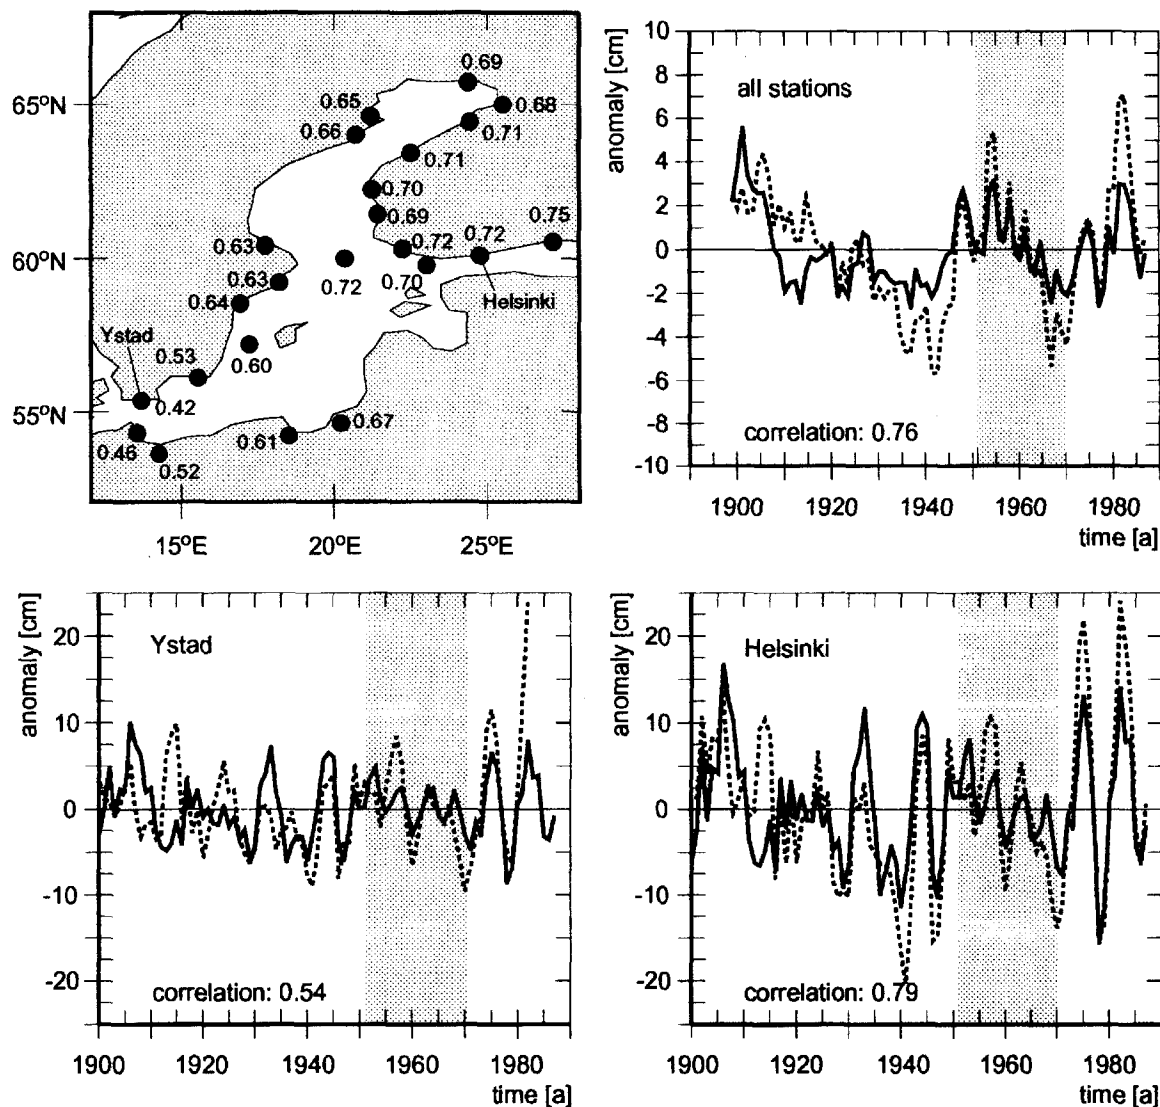 65°N
60°N
55°N
15°E
20°E
25°E
0.69
0.65
0.68
0.66
0.71
0.71
0.70
0.69
0.75
0.72
0.72
0.63
0.63
0.72
0.70
Helsinki
0.64
Ystad
0.53
0.60
0.42
0.67
0.61
0.46
0.52
anomaly [cm]
10
8
6
4
2
0
-2
-4
-6
-8
-10
all stations
correlation: 0.76
1900
1920
1940
1960
1980
time [a]
anomaly [cm]
20
10
0
-10
-20
Ystad
correlation: 0.54
1900
1920
1940
1960
1980
time [a]
anomaly [cm]
20
10
0
-10
-20
Helsinki
correlation: 0.79
1900
1920
1940
1960
1980
time [a]